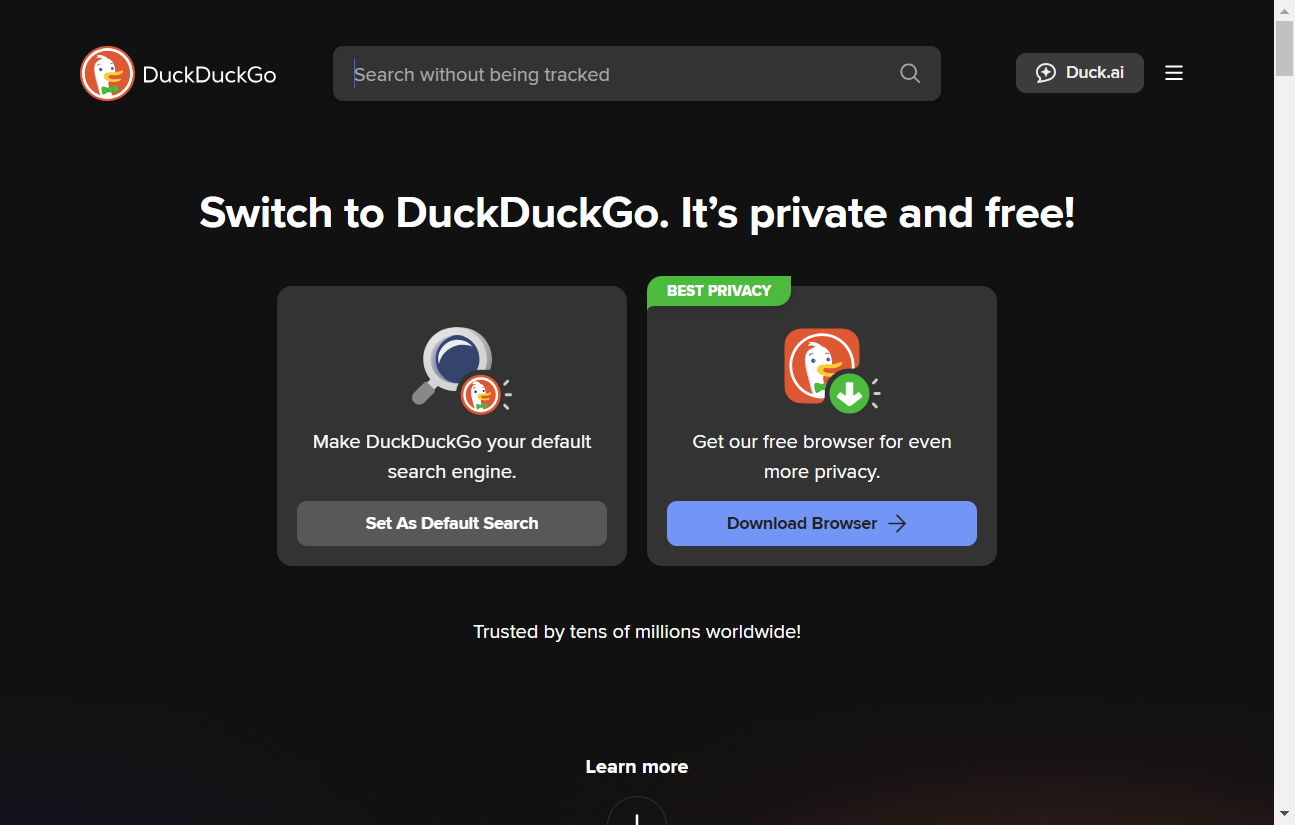 DuckDuckGo
Search without being tracked
Duck.ai
Switch to DuckDuckGo. It’s private and free!
Make DuckDuckGo your default
search engine.
Set As Default Search
BEST PRIVACY
Get our free browser for even
more privacy.
Download Browser
Trusted by tens of millions worldwide!
Learn more